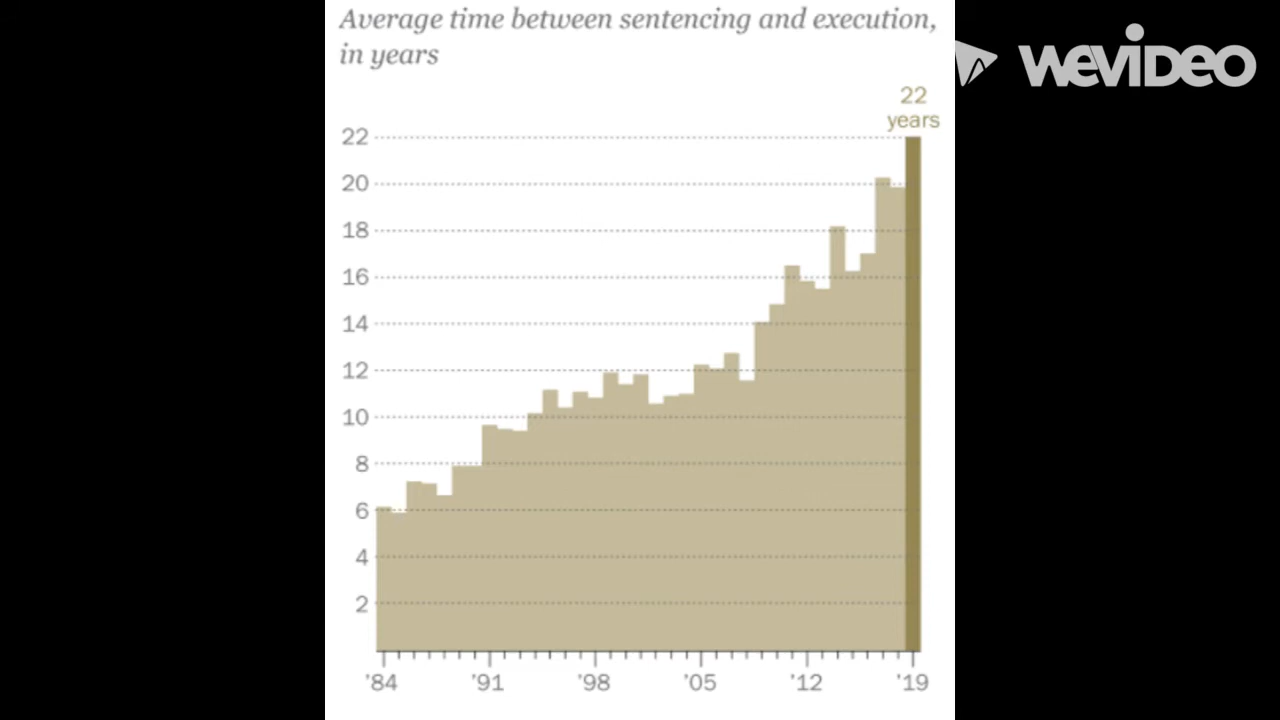 Average time between sentencing and execution,
in years
WEVIDEO
22
years
22
20
18
16
14
12
10
8
6
4
2
'84 '91 '98 '05 '12 '19